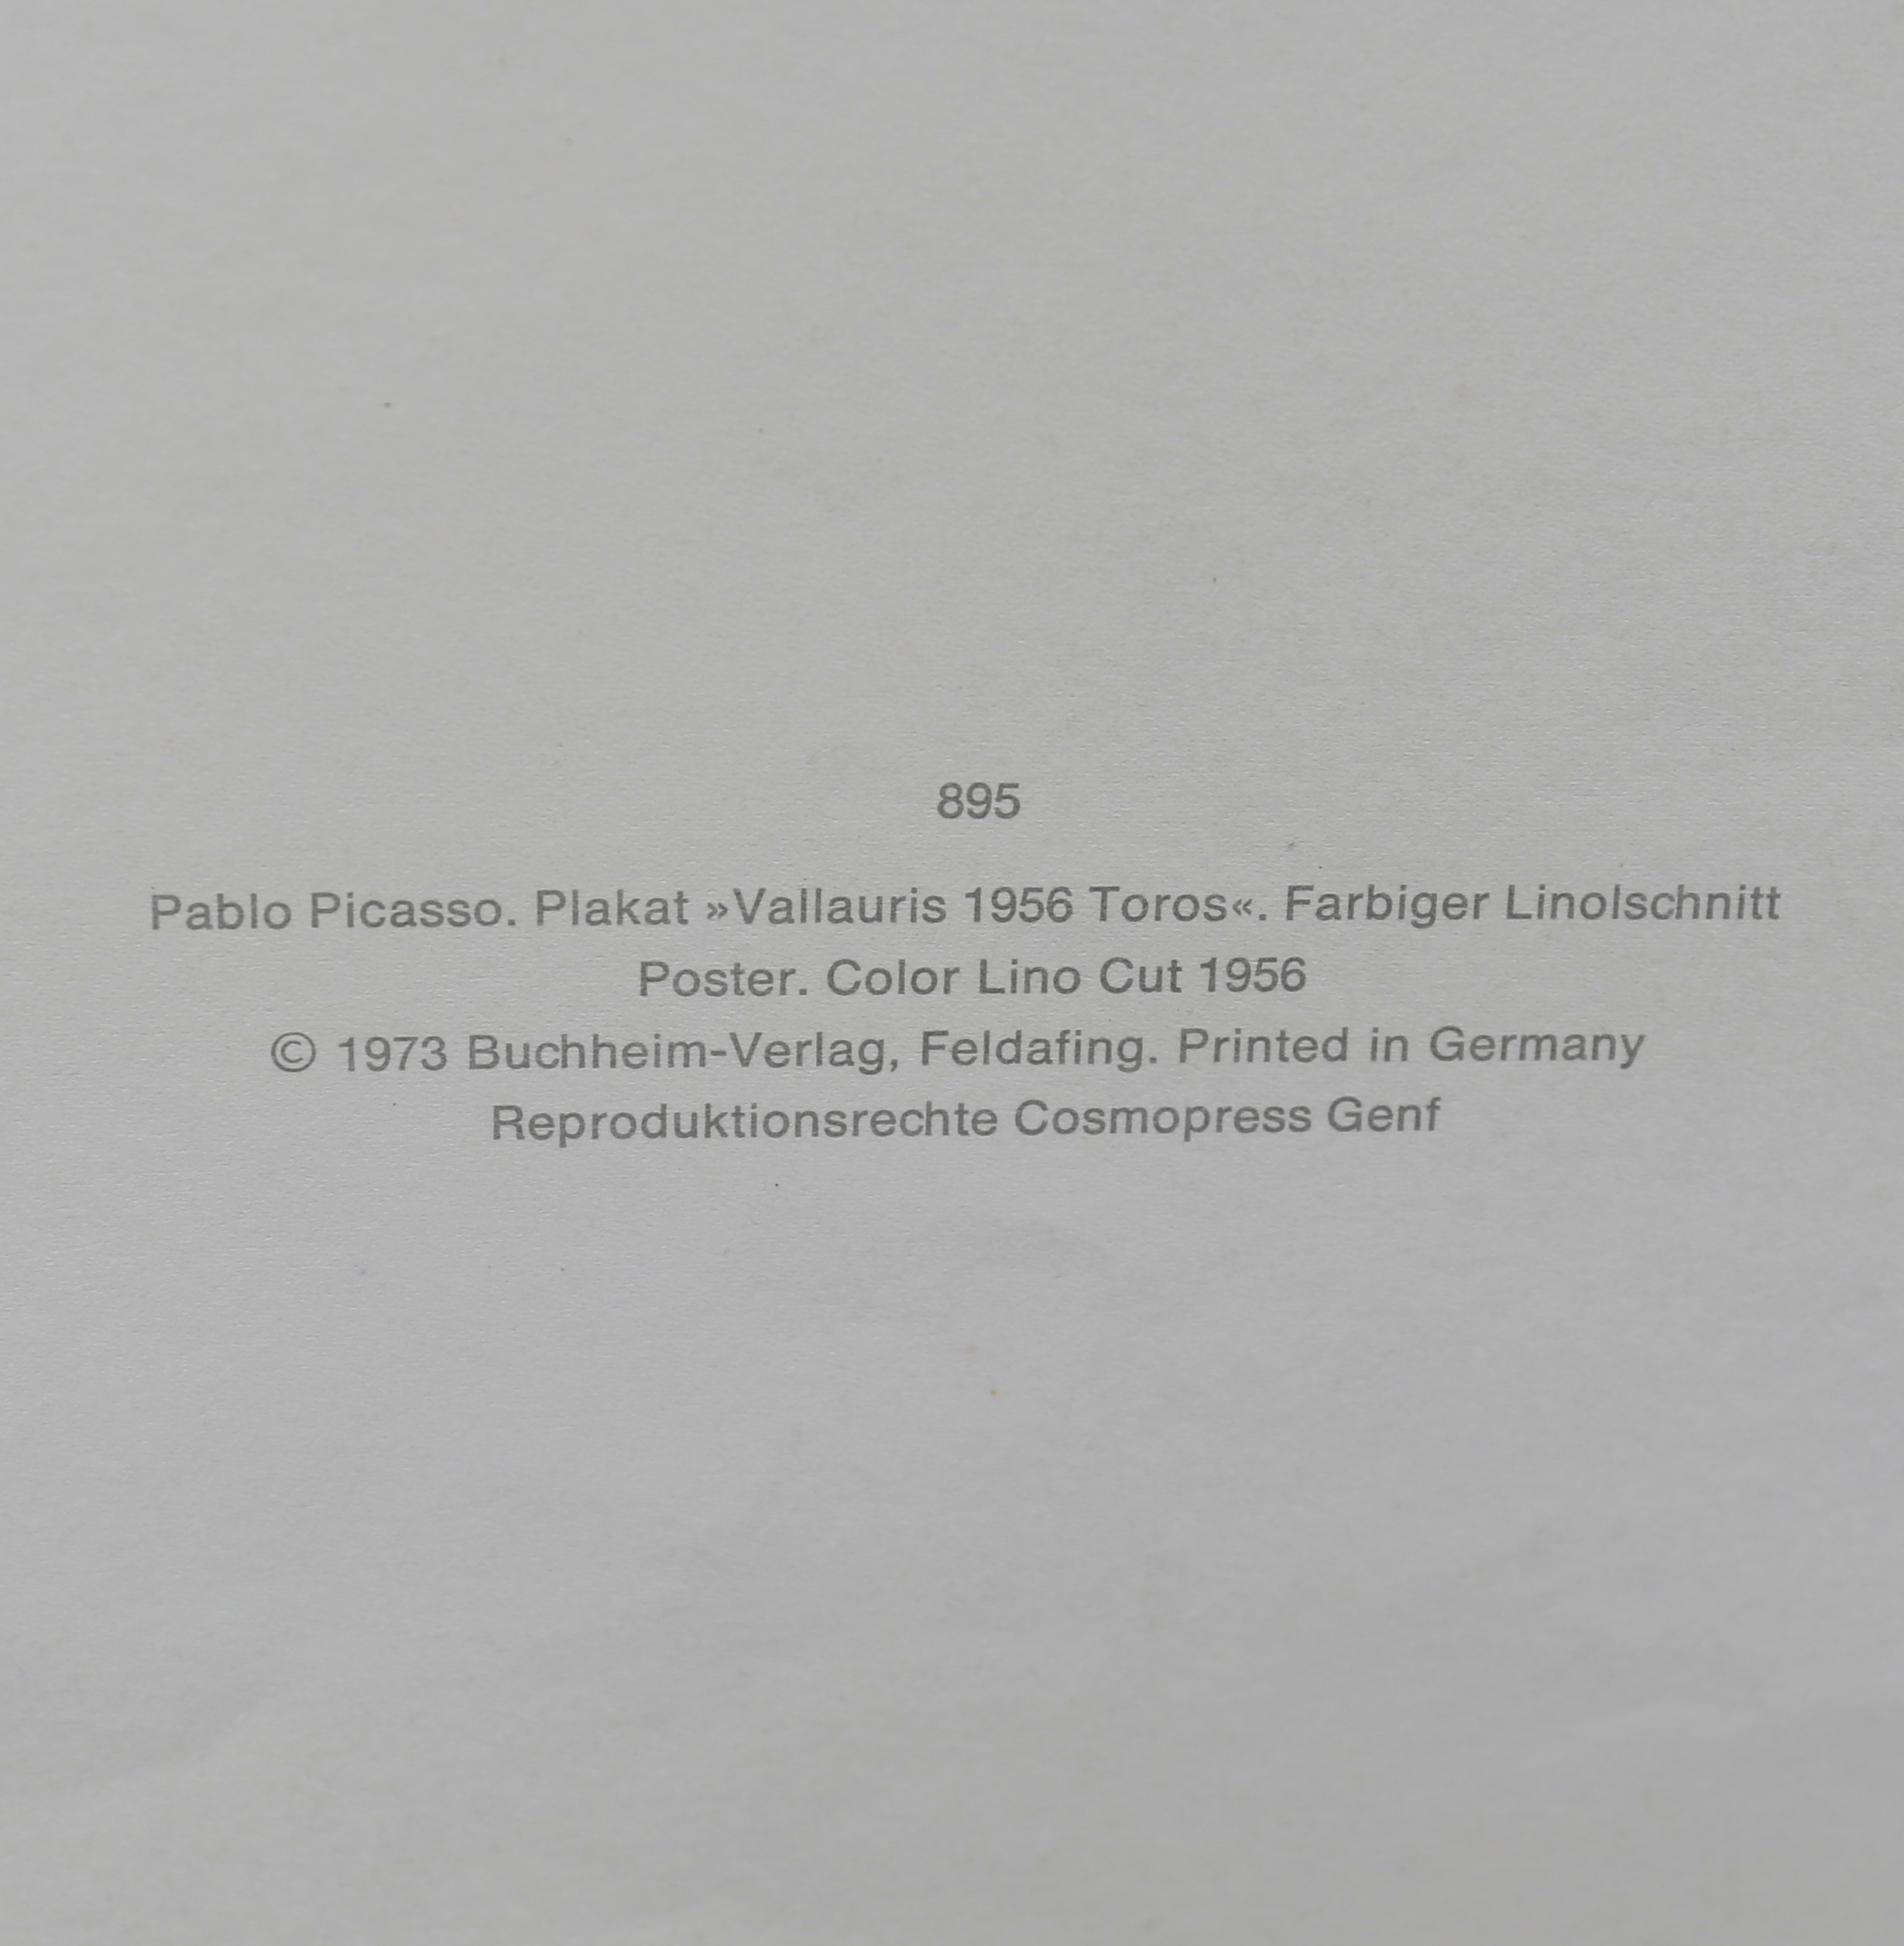 895
Pablo Picasso. Plakat »Vallauris 1956 Toros«. Farbiger Linolschnitt
Poster. Color Lino Cut 1956
© 1973 Buchheim-Verlag, Feldafing. Printed in Germany
Reproduktionsrechte Cosmopress Genf